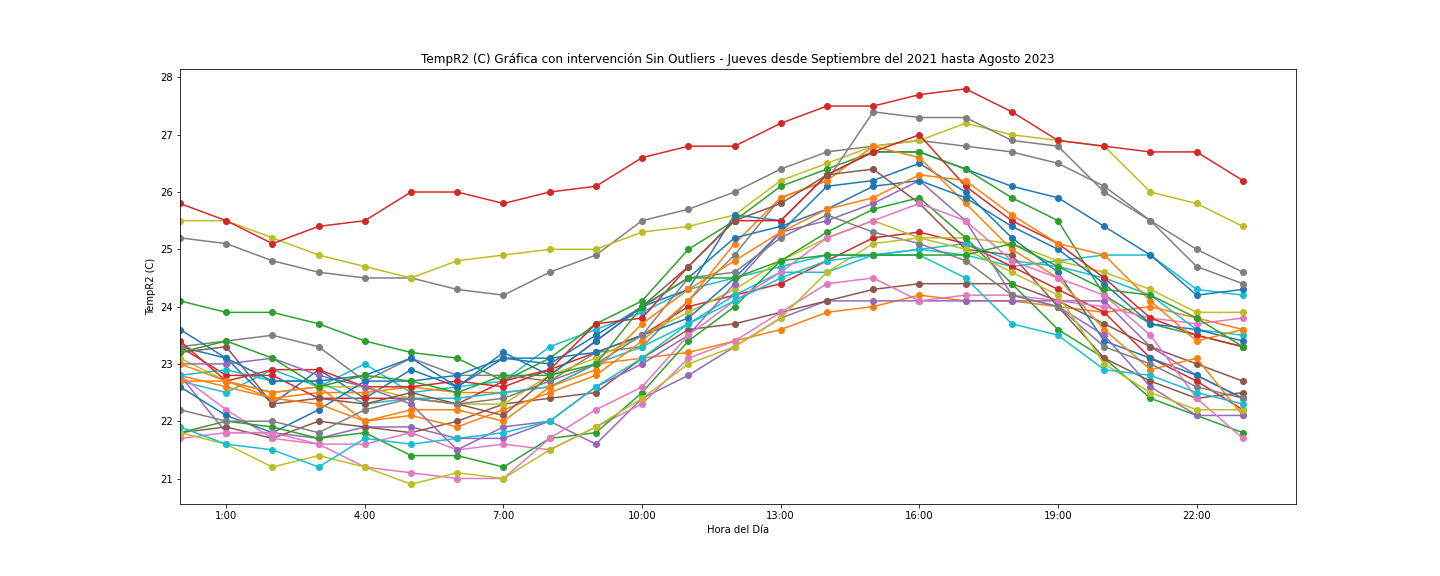 TempR2 (C) Gráfica con intervención Sin Outliers - Jueves desde Septiembre del 2021 hasta Agosto 2023
28
27
26
25
24
23
22
21
TempR2 (C)
1:00 4:00 7:00 10:00 13:00 16:00 19:00 22:00
Hora del Día